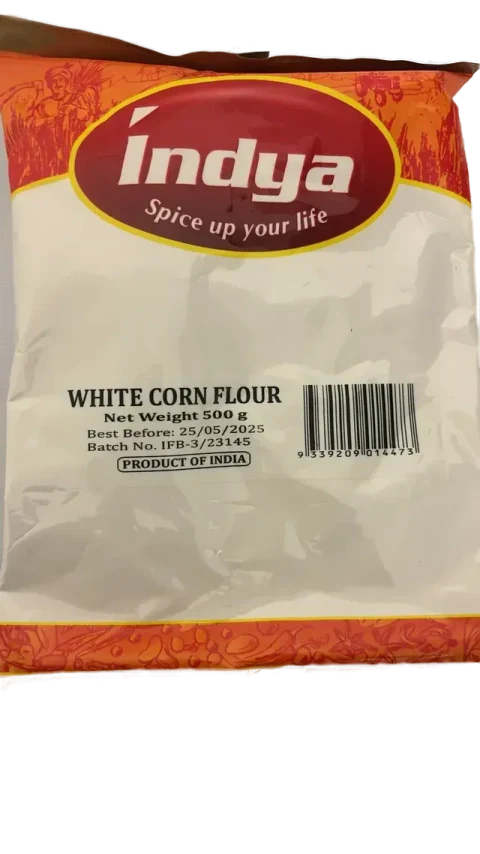 Índya
Spice up your life
WHITE CORN FLOUR
Net Weight 500 g
Best Before: 25/05/2025
Batch No. IFB-3/23145
PRODUCT OF INDIA
9 339209 014473